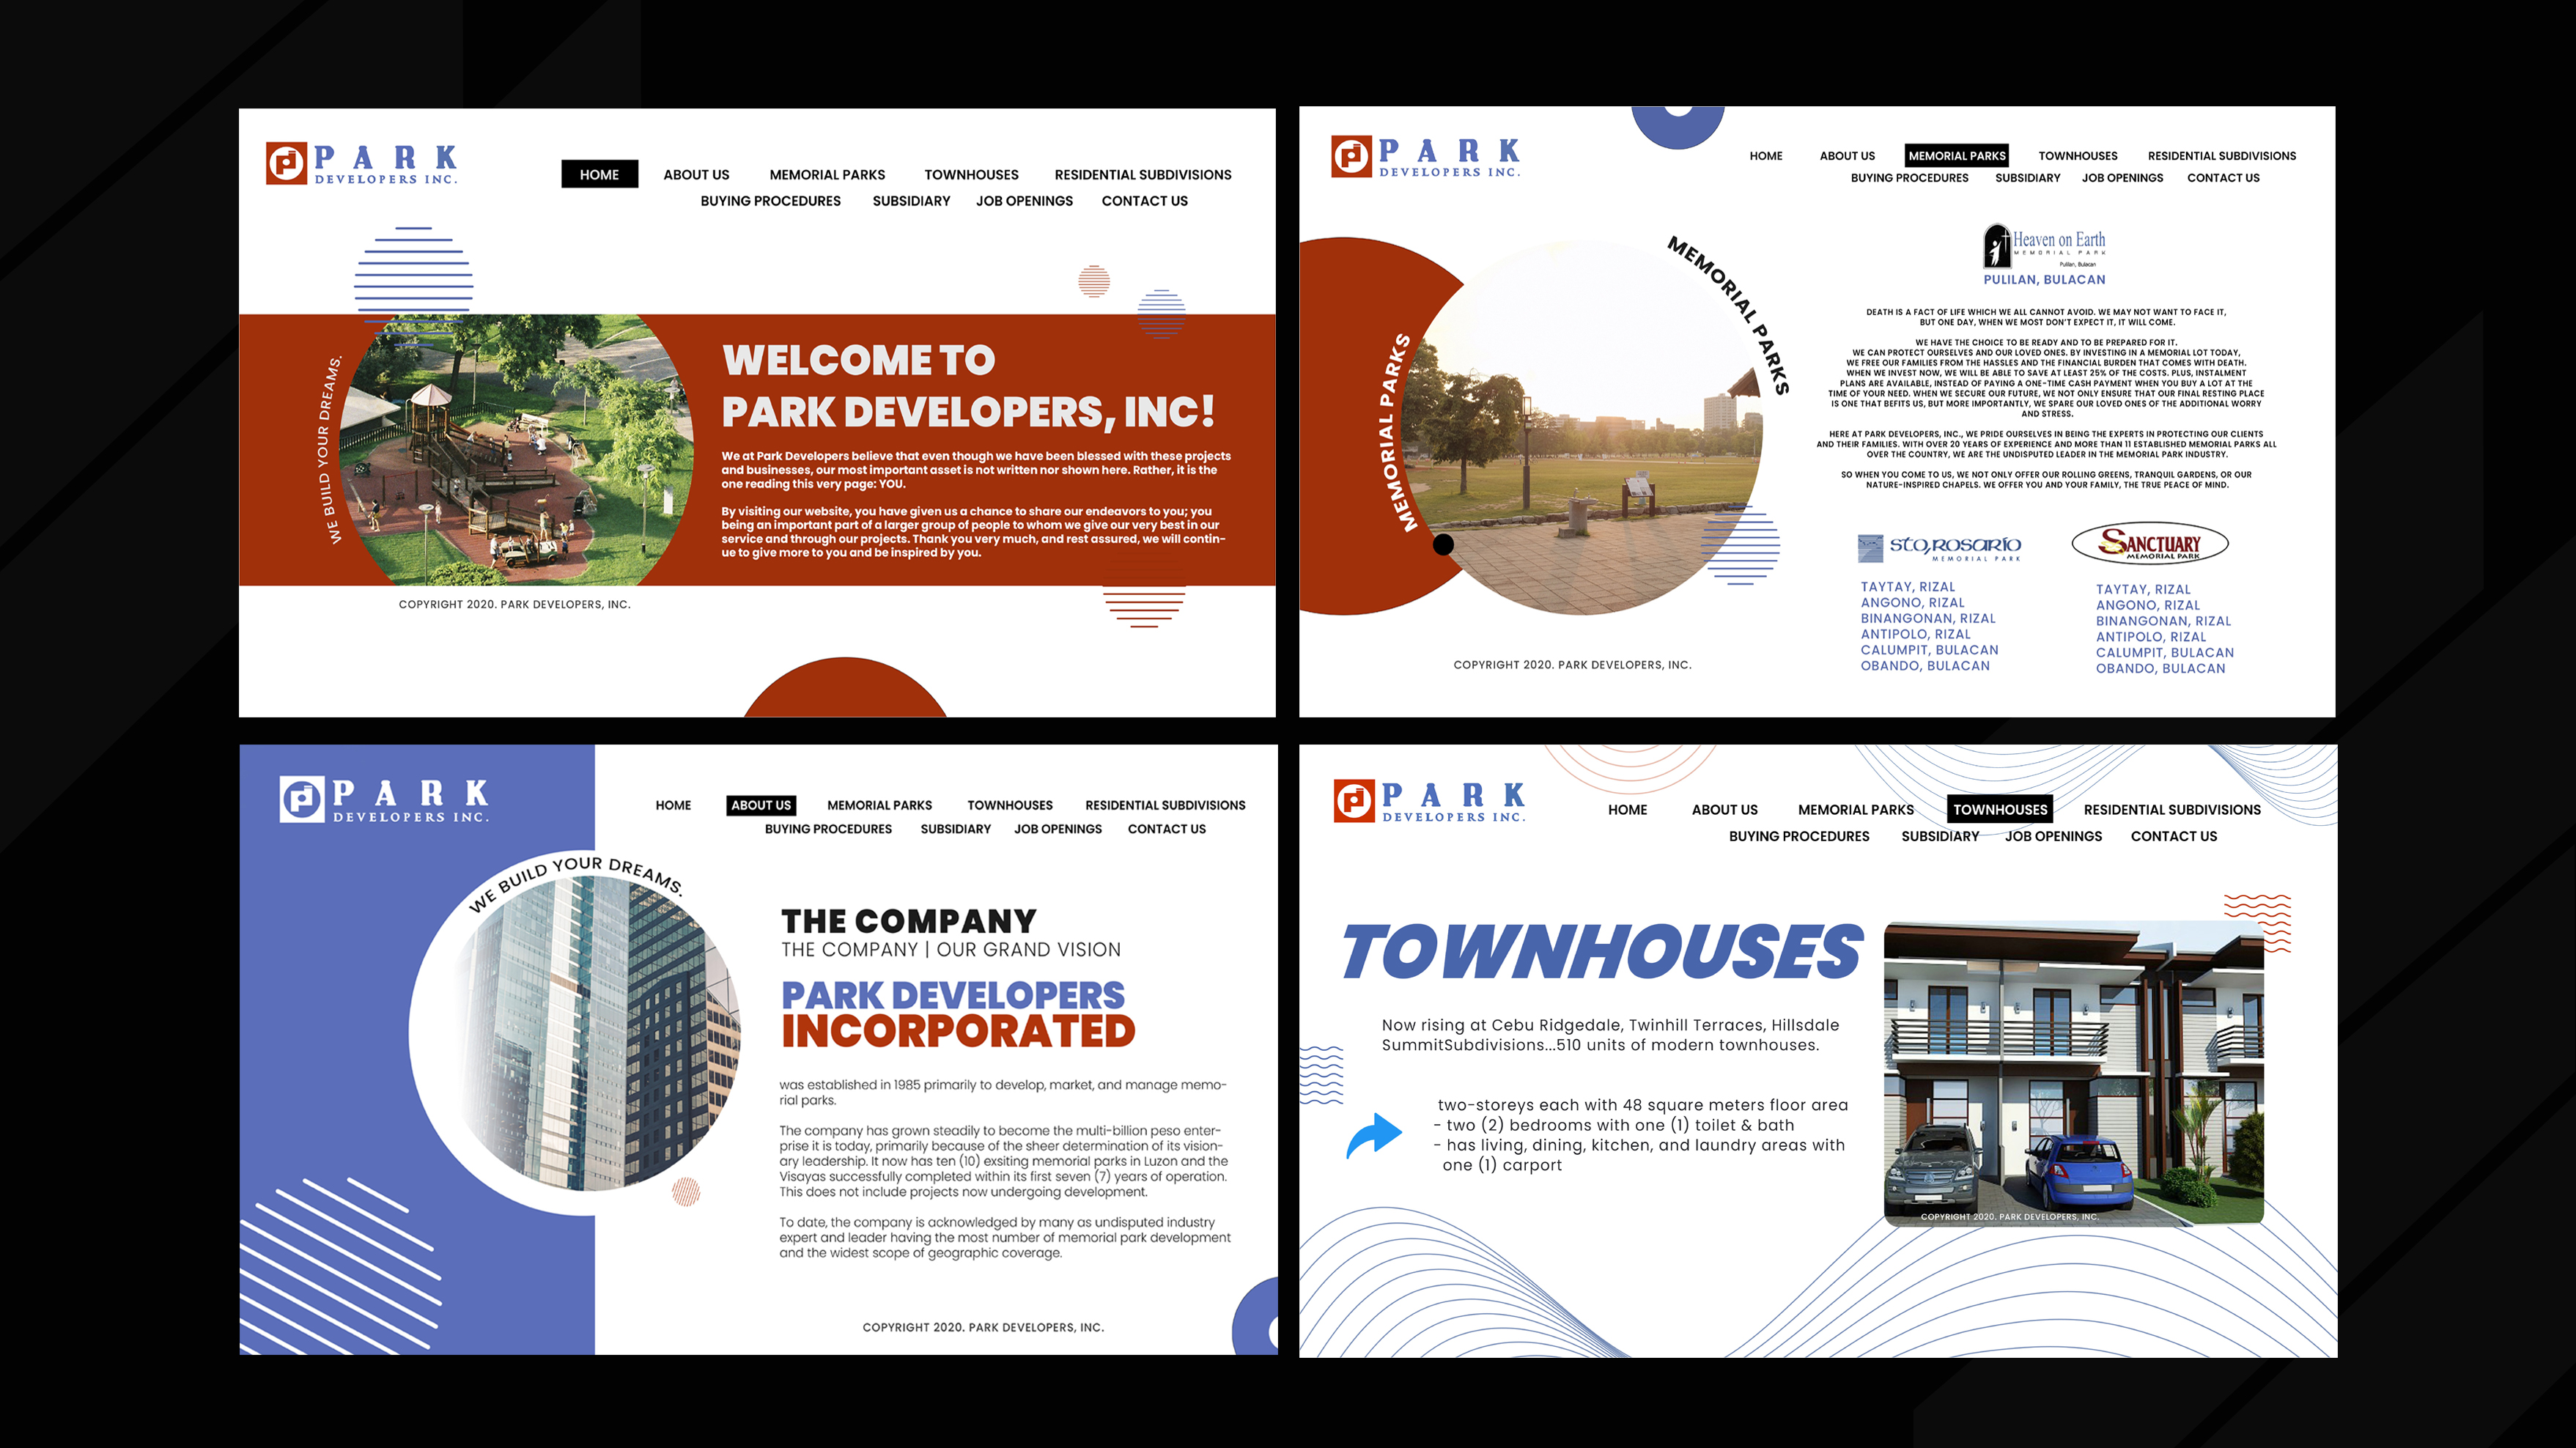 PARK
DEVELOPERS INC.
HOME
ABOUT US
MEMORIAL PARKS
TOWNHOUSES
RESIDENTIAL SUBDIVISIONS
BUYING PROCEDURES
SUBSIDIARY
JOB OPENINGS
CONTACT US
WE BUILD YOUR DREAMS.
WELCOME TO
PARK DEVELOPERS, INC!
We at Park Developers believe that even though we have been blessed with these projects
and businesses, our most important asset is not written nor shown here. Rather, it is the
one reading this very page: YOU.
By visiting our website, you have given us a chance to share our endeavors to you; you
being an important part of a larger group of people to whom we give our very best in our
service and through our projects. Thank you very much, and rest assured, we will contin-
ue to give more to you and be inspired by you.
COPYRIGHT 2020. PARK DEVELOPERS, INC.
PARK
DEVELOPERS INC.
HOME
ABOUT US
MEMORIAL PARKS
TOWNHOUSES
RESIDENTIAL SUBDIVISIONS
BUYING PROCEDURES
SUBSIDIARY
JOB OPENINGS
CONTACT US
MEMORIAL PARKS
MEMORIAL PARKS
Heaven on Earth
MEMORIAL PARK
Pulilan, Bulacan
PULILAN, BULACAN
DEATH IS A FACT OF LIFE WHICH WE ALL CANNOT AVOID. WE MAY NOT WANT TO FACE IT,
BUT ONE DAY, WHEN WE MOST DON'T EXPECT IT, IT WILL COME.
WE HAVE THE CHOICE TO BE READY AND TO BE PREPARED FOR IT.
WE CAN PROTECT OURSELVES AND OUR LOVED ONES. BY INVESTING IN A MEMORIAL LOT TODAY,
WE FREE OUR FAMILIES FROM THE HASSLES AND THE FINANCIAL BURDEN THAT COMES WITH DEATH.
WHEN WE INVEST NOW, WE WILL BE ABLE TO SAVE AT LEAST 25% OF THE COSTS. PLUS, INSTALMENT
PLANS ARE AVAILABLE, INSTEAD OF PAYING A ONE-TIME CASH PAYMENT WHEN YOU BUY A LOT AT THE
TIME OF YOUR NEED. WHEN WE SECURE OUR FUTURE, WE NOT ONLY ENSURE THAT OUR FINAL RESTING PLACE
IS ONE THAT BEFITS US, BUT MORE IMPORTANTLY, WE SPARE OUR LOVED ONES OF THE ADDITIONAL WORRY
AND STRESS.
HERE AT PARK DEVELOPERS, INC., WE PRIDE OURSELVES IN BEING THE EXPERTS IN PROTECTING OUR CLIENTS
AND THEIR FAMILIES. WITH OVER 20 YEARS OF EXPERIENCE AND MORE THAN 11 ESTABLISHED MEMORIAL PARKS ALL
OVER THE COUNTRY, WE ARE THE UNDISPUTED LEADER IN THE MEMORIAL PARK INDUSTRY.
SO WHEN YOU COME TO US, WE NOT ONLY OFFER OUR ROLLING GREENS, TRANQUIL GARDENS, OR OUR
NATURE-INSPIRED CHAPELS. WE OFFER YOU AND YOUR FAMILY, THE TRUE PEACE OF MIND.
STO, ROSARIO
MEMORIAL PARK
TAYTAY, RIZAL
ANGONO, RIZAL
BINANGONAN, RIZAL
ANTIPOLO, RIZAL
CALUMPIT, BULACAN
OBANDO, BULACAN
SANCTUARY
MEMORIAL PARK
TAYTAY, RIZAL
ANGONO, RIZAL
BINANGONAN, RIZAL
ANTIPOLO, RIZAL
CALUMPIT, BULACAN
OBANDO, BULACAN
COPYRIGHT 2020. PARK DEVELOPERS, INC.
PARK
DEVELOPERS INC.
HOME
ABOUT US
MEMORIAL PARKS
TOWNHOUSES
RESIDENTIAL SUBDIVISIONS
BUYING PROCEDURES
SUBSIDIARY
JOB OPENINGS
CONTACT US
WE BUILD YOUR DREAMS.
THE COMPANY
THE COMPANY | OUR GRAND VISION
PARK DEVELOPERS
INCORPORATED
was established in 1985 primarily to develop, market, and manage memo-
rial parks.
The company has grown steadily to become the multi-billion peso enter-
prise it is today, primarily because of the sheer determination of its vision-
ary leadership. It now has ten (10) exsiting memorial parks in Luzon and the
Visayas successfully completed within its first seven (7) years of operation.
This does not include projects now undergoing development.
To date, the company is acknowledged by many as undisputed industry
expert and leader having the most number of memorial park development
and the widest scope of geographic coverage.
COPYRIGHT 2020. PARK DEVELOPERS, INC.
PARK
DEVELOPERS INC.
HOME
ABOUT US
MEMORIAL PARKS
TOWNHOUSES
RESIDENTIAL SUBDIVISIONS
BUYING PROCEDURES
SUBSIDIARY
JOB OPENINGS
CONTACT US
TOWNHOUSES
Now rising at Cebu Ridgedale, Twinhill Terraces, Hillsdale
SummitSubdivisions...510 units of modern townhouses.
two-storeys each with 48 square meters floor area
- two (2) bedrooms with one (1) toilet & bath
- has living, dining, kitchen, and laundry areas with
one (1) carport
COPYRIGHT 2020. PARK DEVELOPERS, INC.